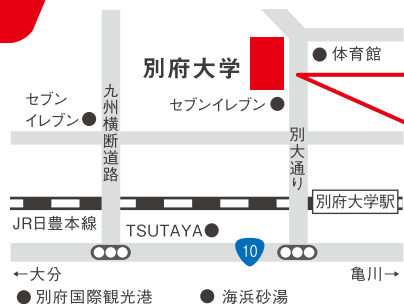 体育館
別府大学
セブン
イレブン
セブンイレブン
九州横断道路
別大通り
別府大学駅
JR日豊本線
TSUTAYA
10
←大分
亀川→
別府国際観光港
海浜砂湯